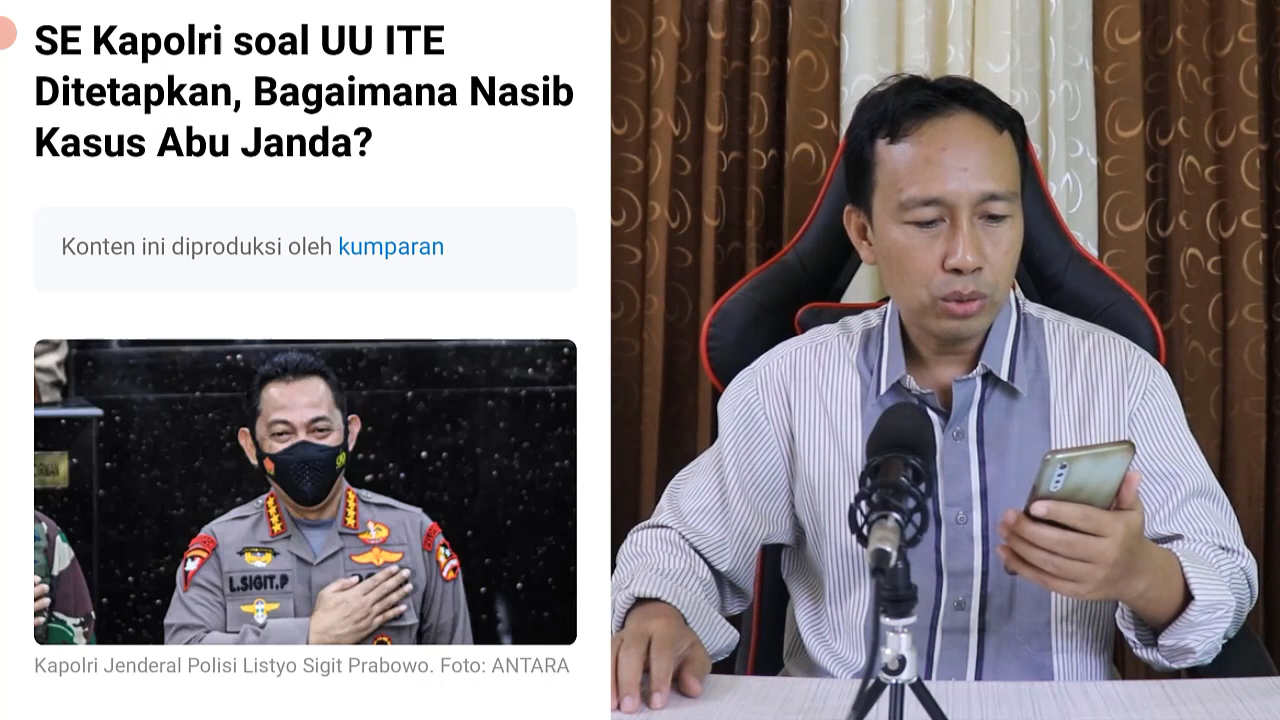 SE Kapolri soal UU ITE
Ditetapkan, Bagaimana Nasib
Kasus Abu Janda?
Konten ini diproduksi oleh kumparan
L.SIGIT.P
Kapolri Jenderal Polisi Listyo Sigit Prabowo. Foto: ANTARA